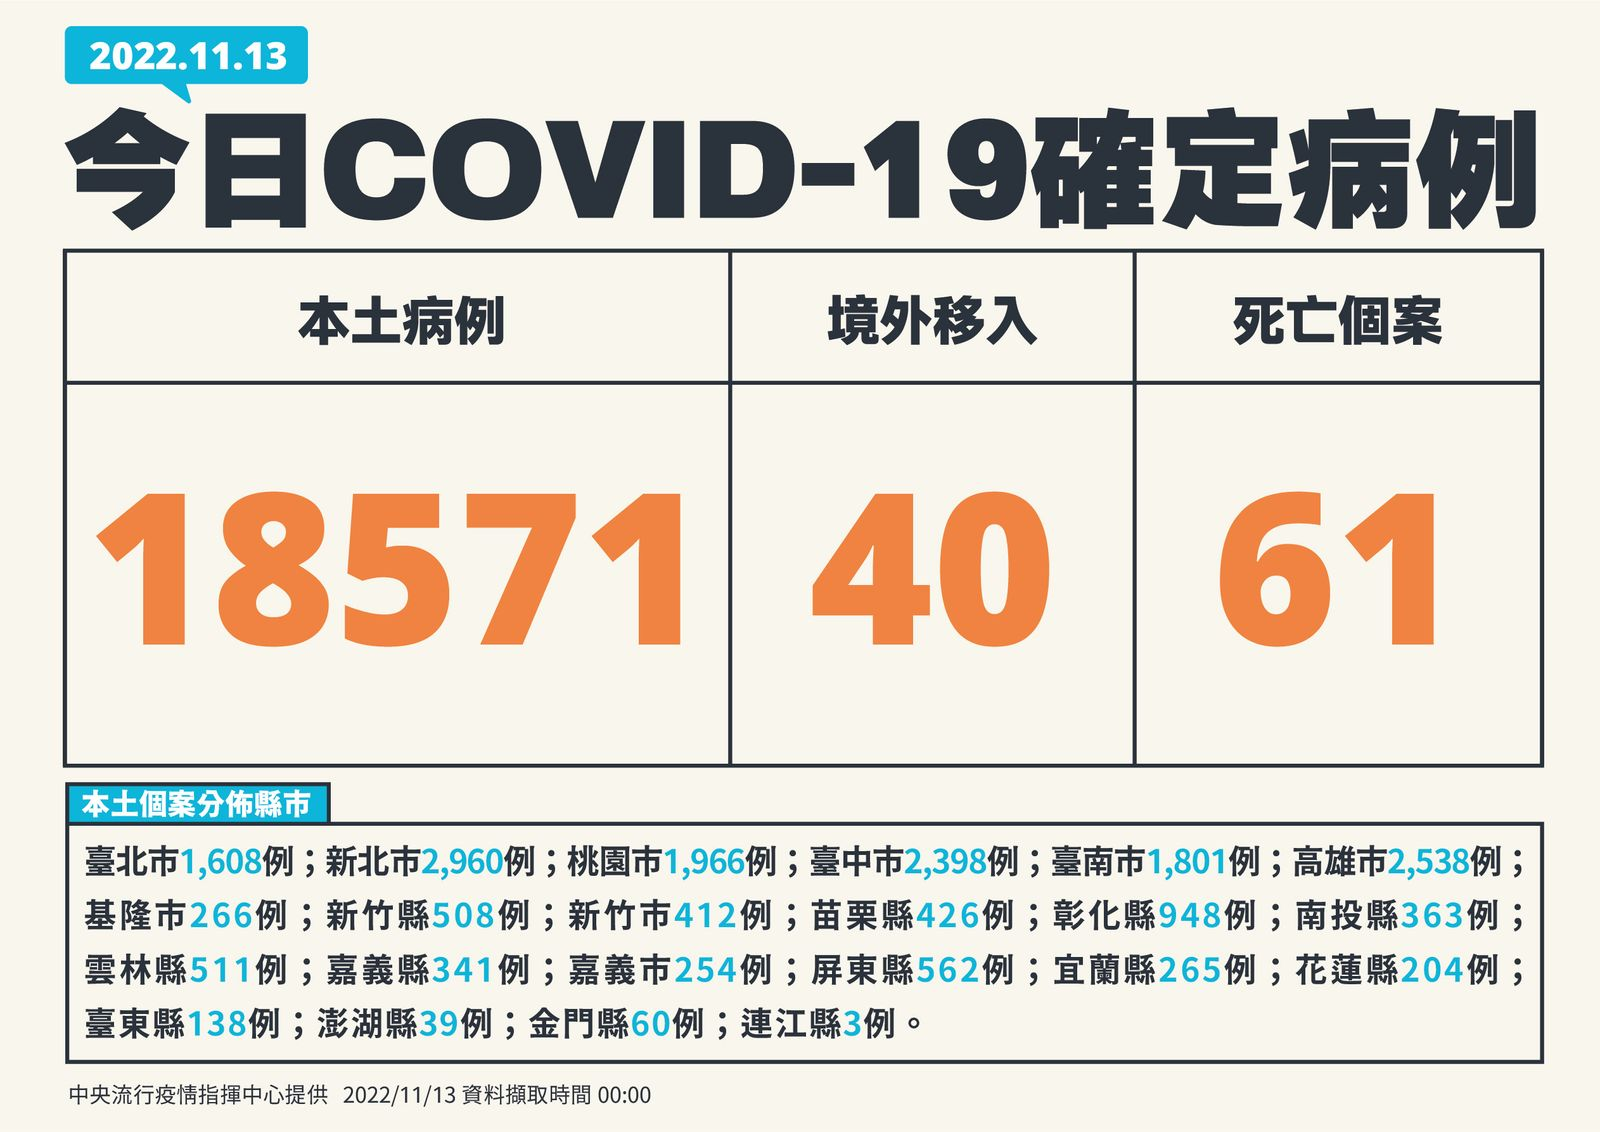 2022.11.13
今日COVID-19確定病例
本土病例
境外移入
死亡個案
18571
40
61
本土個案分佈縣市
臺北市1,608例；新北市2,960例；桃園市1,966例；臺中市2,398例；臺南市1,801例；高雄市2,538例；
基隆市266例；新竹縣508例；新竹市412例；苗栗縣426例；彰化縣948例；南投縣363例；
雲林縣511例；嘉義縣341例；嘉義市254例；屏東縣562例；宜蘭縣265例；花蓮縣204例；
臺東縣138例；澎湖縣39例；金門縣60例；連江縣3例。
中央流行疫情指揮中心提供 2022/11/13 資料擷取時間 00:00